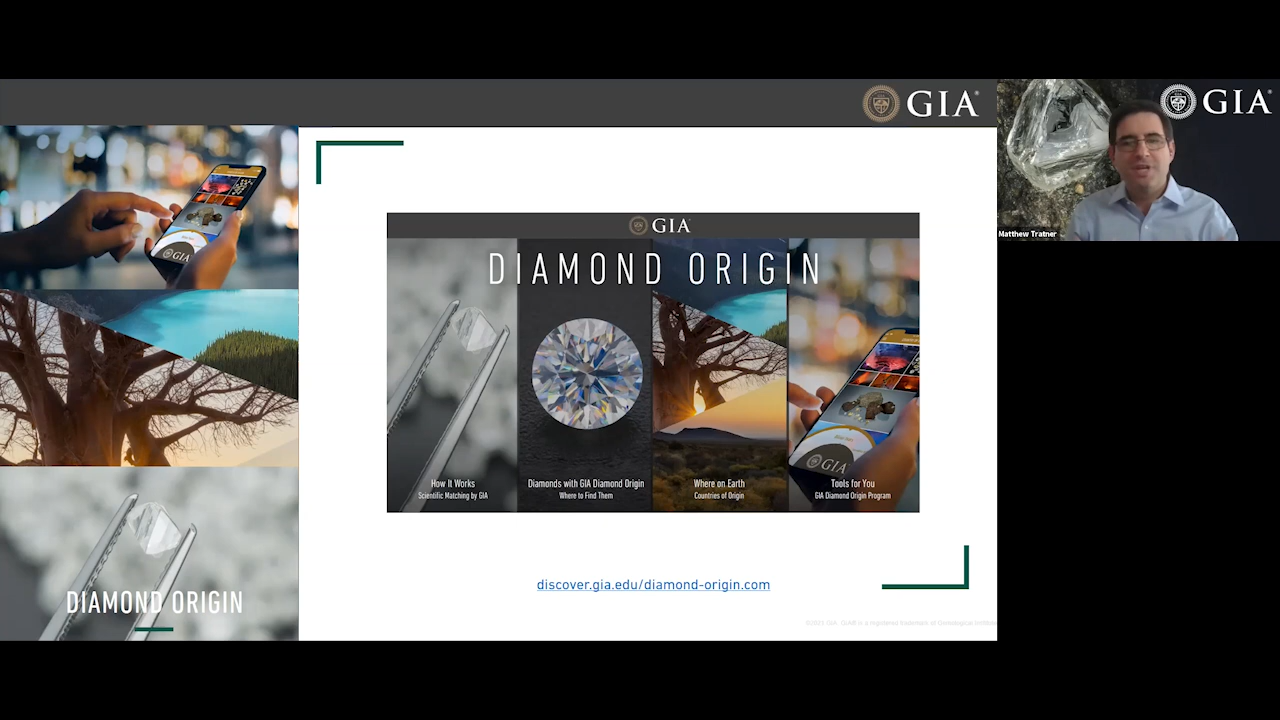 GIA
GIA
Matthew Tratner
GIA
DIAMOND ORIGIN
How It Works
Scientific Matching by GIA
Diamonds with GIA Diamond Origin
Where to Find Them
Where on Earth
Countries of Origin
Tools for You
GIA Diamond Origin Program
GIA
GIA
DIAMOND ORIGIN
discover.gia.edu/diamond-origin.com